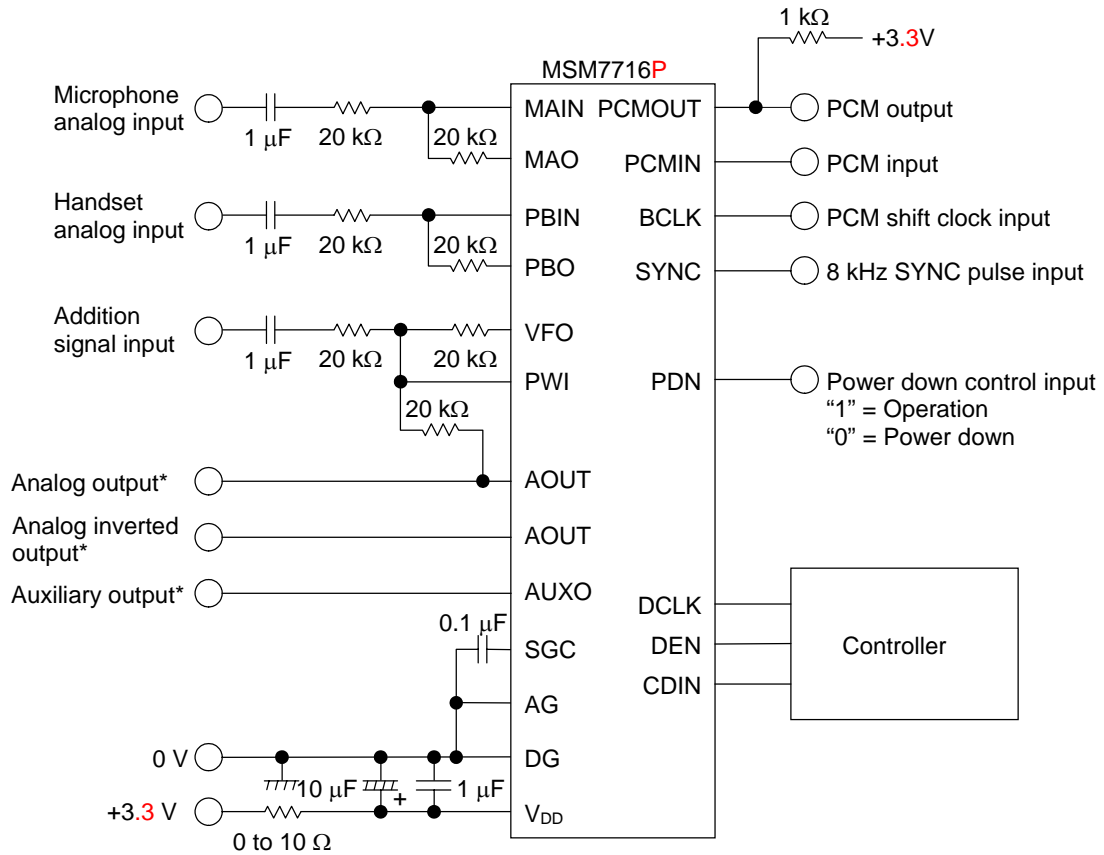 1 kΩ
+3.3V
MSM7716P
Microphone
analog input
1 μF
20 kΩ
20 kΩ
MAIN
MAO
PCMOUT
PCM output
PCMIN
PCM input
Handset
analog input
1 μF
20 kΩ
20 kΩ
PBIN
PBO
BCLK
PCM shift clock input
SYNC
8 kHz SYNC pulse input
Addition
signal input
1 μF
20 kΩ
20 kΩ
VFO
PWI
20 kΩ
PDN
Power down control input
“1” = Operation
“0” = Power down
Analog output*
AOUT
Analog inverted
output*
AOUT
Auxiliary output*
AUXO
0.1 μF
SGC
AG
DCLK
DEN
CDIN
Controller
0 V
DG
10 μF
+
1 μF
+3.3 V
0 to 10 Ω
VDD